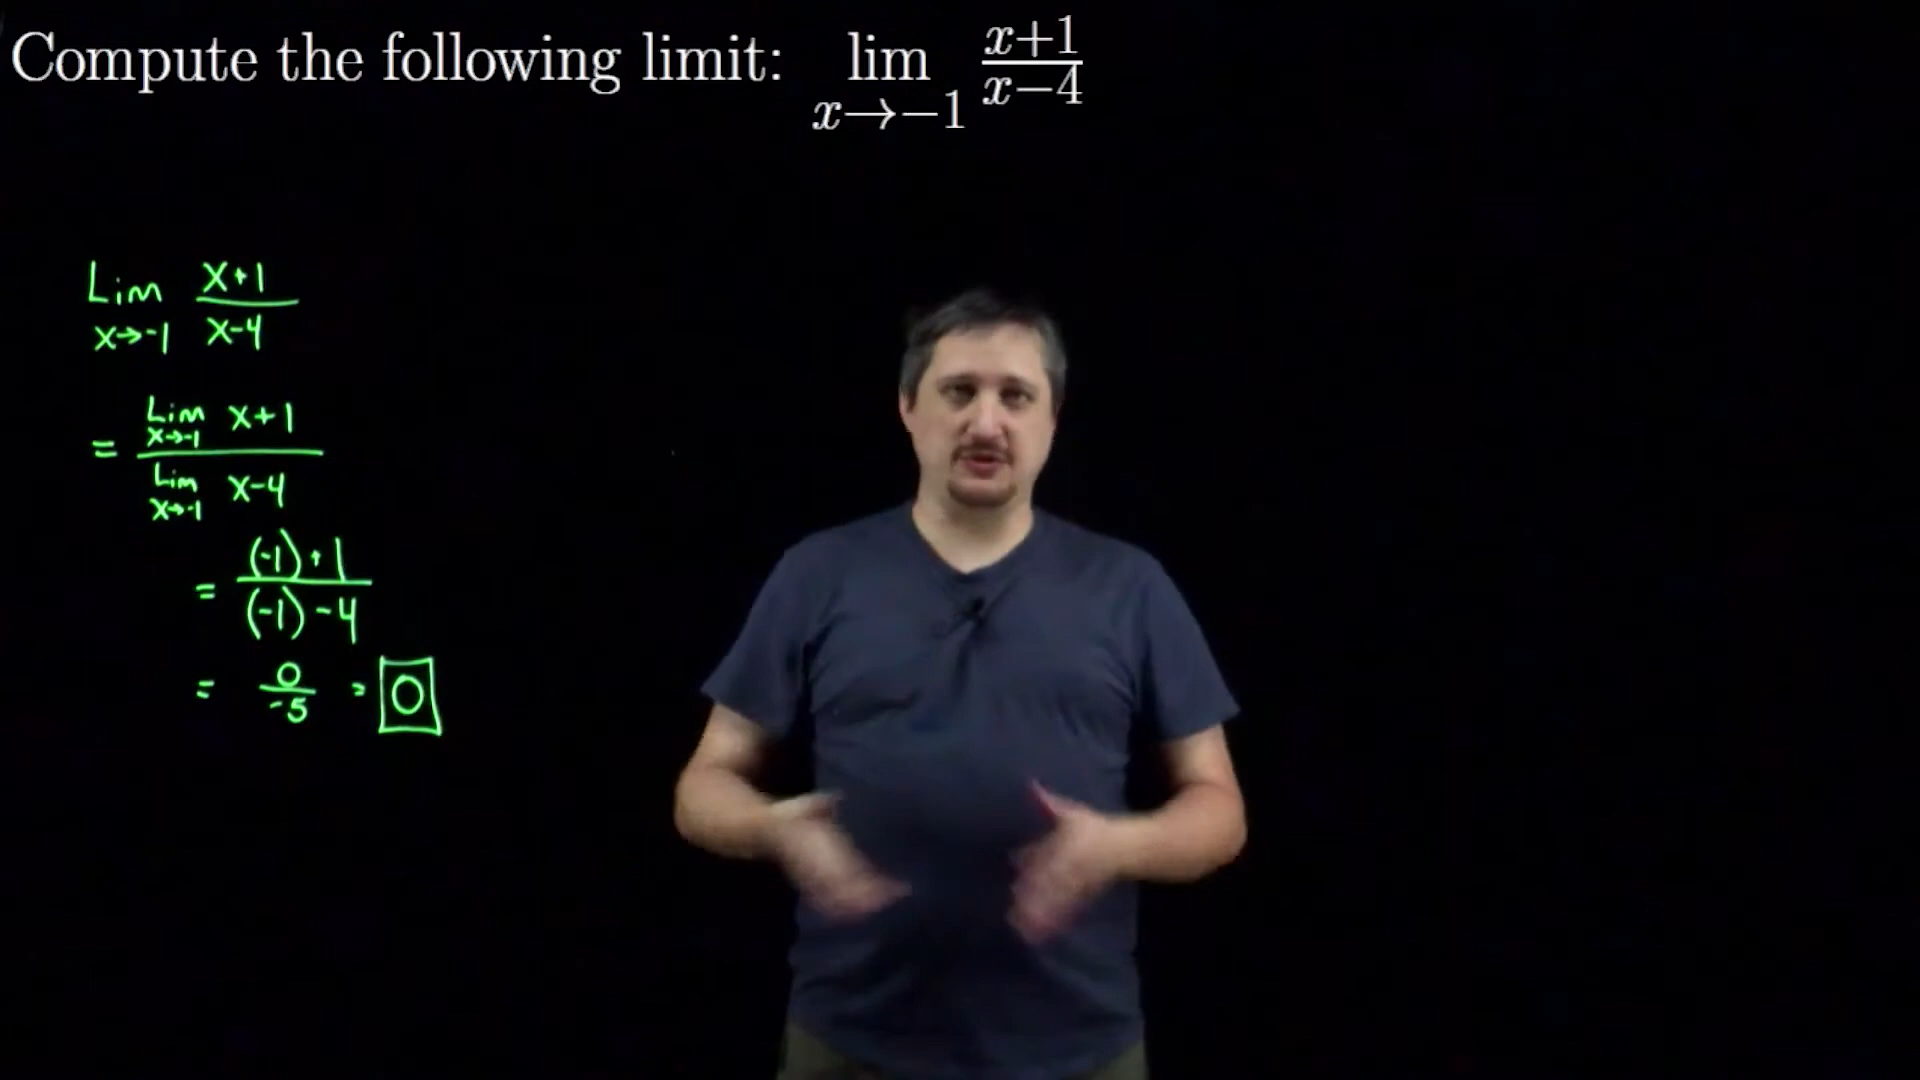 Compute the following limit: lim x→−1 x+1 / x−4
Lim x→-1 x+1 / x-4
= Lim x→-1 x+1 / Lim x→-1 x-4
= (-1)+1 / (-1)-4
= 0 / -5 = 0